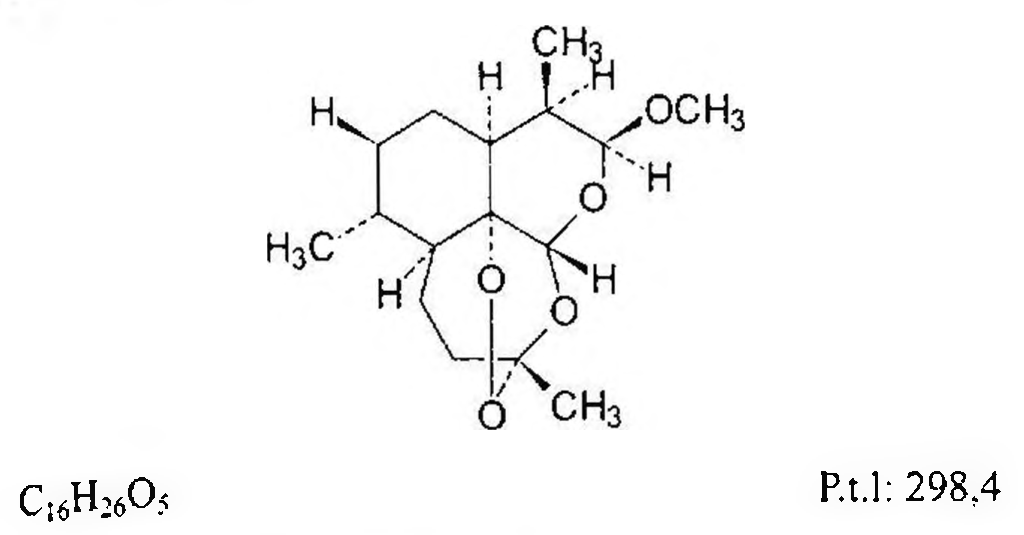 CH₃
H
H
H
OCH₃
H
O
H₃C
H
O
H
O
O
CH₃
C₁₆H₂₆O₅
P.t.l: 298,4